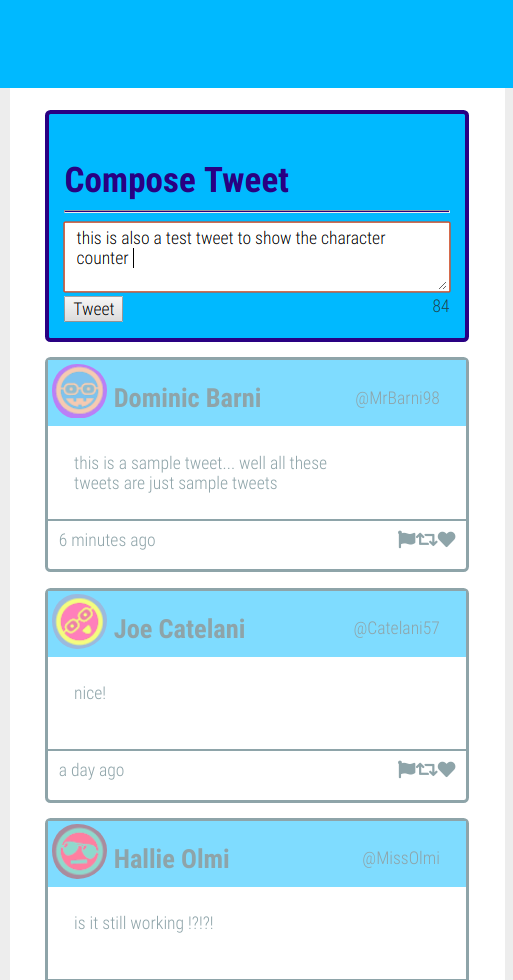 Compose Tweet
this is also a test tweet to show the character
counter
Tweet
84
Dominic Barni
@MrBarni98
this is a sample tweet... well all these
tweets are just sample tweets
6 minutes ago
Joe Catelani
@Catelani57
nice!
a day ago
Hallie Olmi
@MissOlmi
is it still working !?!?!